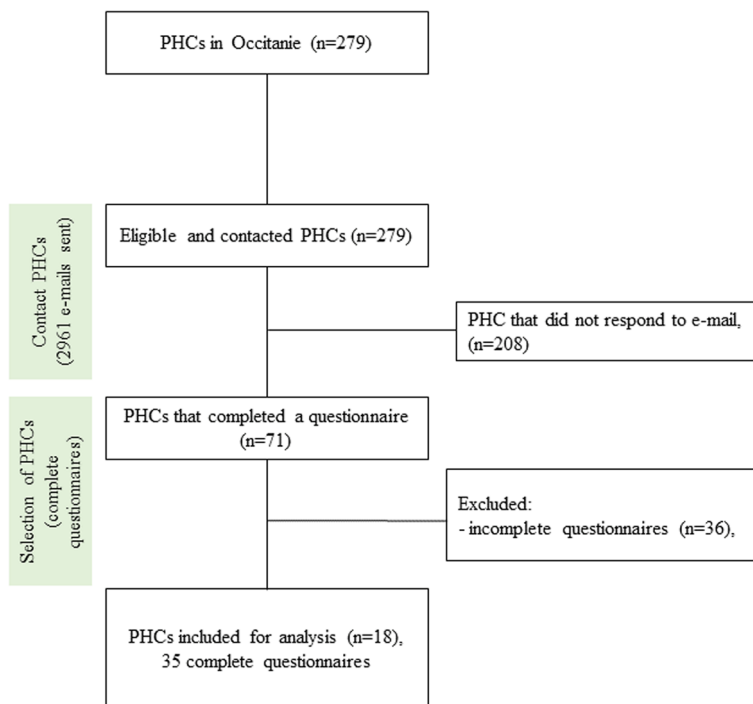 PHCs in Occitanie (n=279)
Contact PHCs
(2961 e-mails sent)
Eligible and contacted PHCs (n=279)
PHC that did not respond to e-mail,
(n=208)
Selection of PHCs
(complete
questionnaires)
PHCs that completed a questionnaire
(n=71)
Excluded:
- incomplete questionnaires (n=36),
PHCs included for analysis (n=18),
35 complete questionnaires